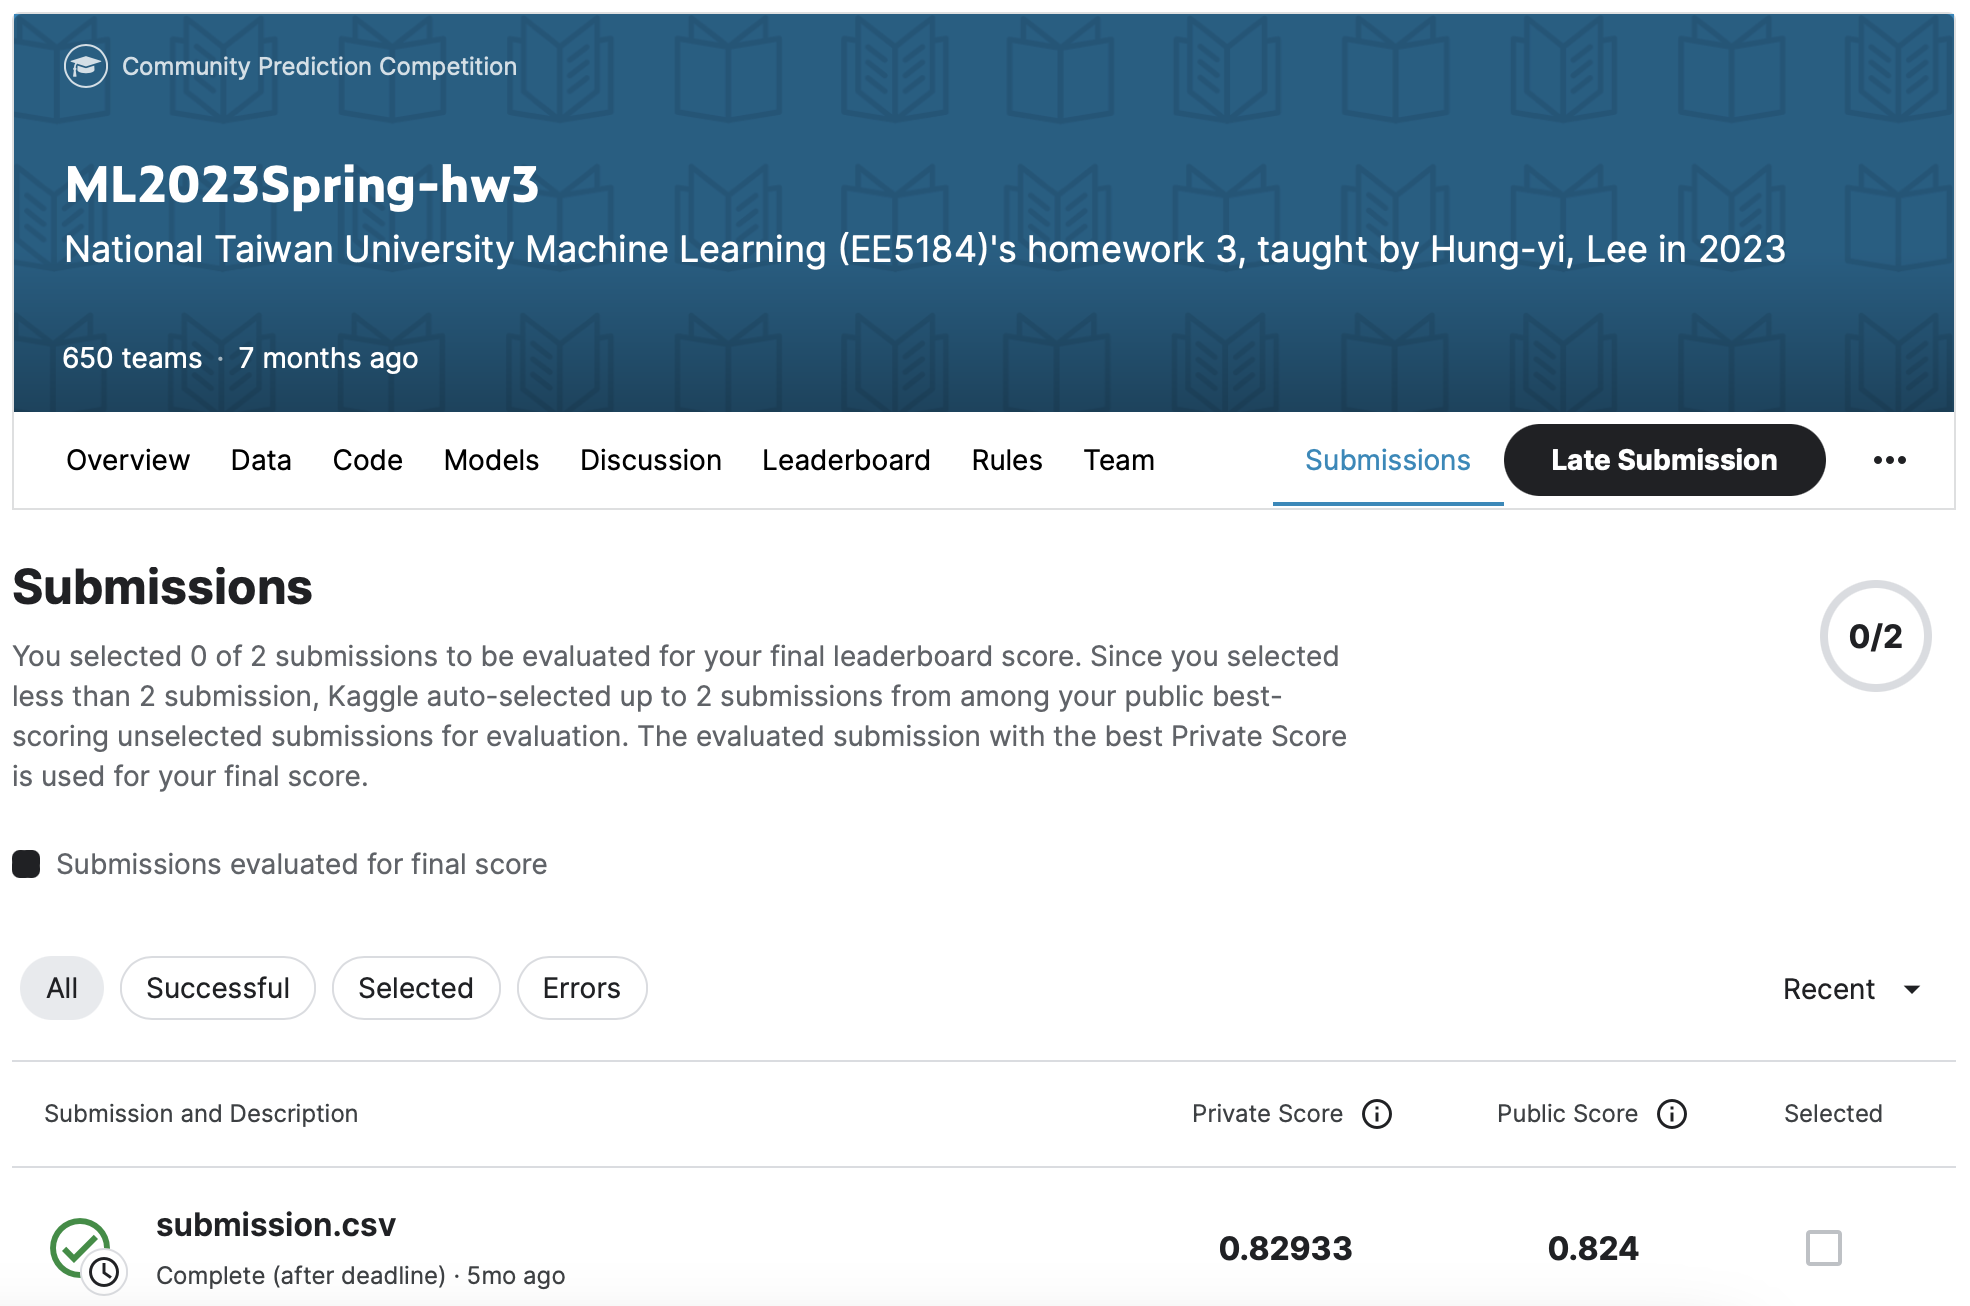 Community Prediction Competition
ML2023Spring-hw3
National Taiwan University Machine Learning (EE5184)'s homework 3, taught by Hung-yi, Lee in 2023
650 teams · 7 months ago
Overview Data Code Models Discussion Leaderboard Rules Team Submissions Late Submission
Submissions
0/2
You selected 0 of 2 submissions to be evaluated for your final leaderboard score. Since you selected
less than 2 submission, Kaggle auto-selected up to 2 submissions from among your public best-
scoring unselected submissions for evaluation. The evaluated submission with the best Private Score
is used for your final score.
Submissions evaluated for final score
All Successful Selected Errors Recent
Submission and Description Private Score Public Score Selected
submission.csv
Complete (after deadline) · 5mo ago
0.82933 0.824